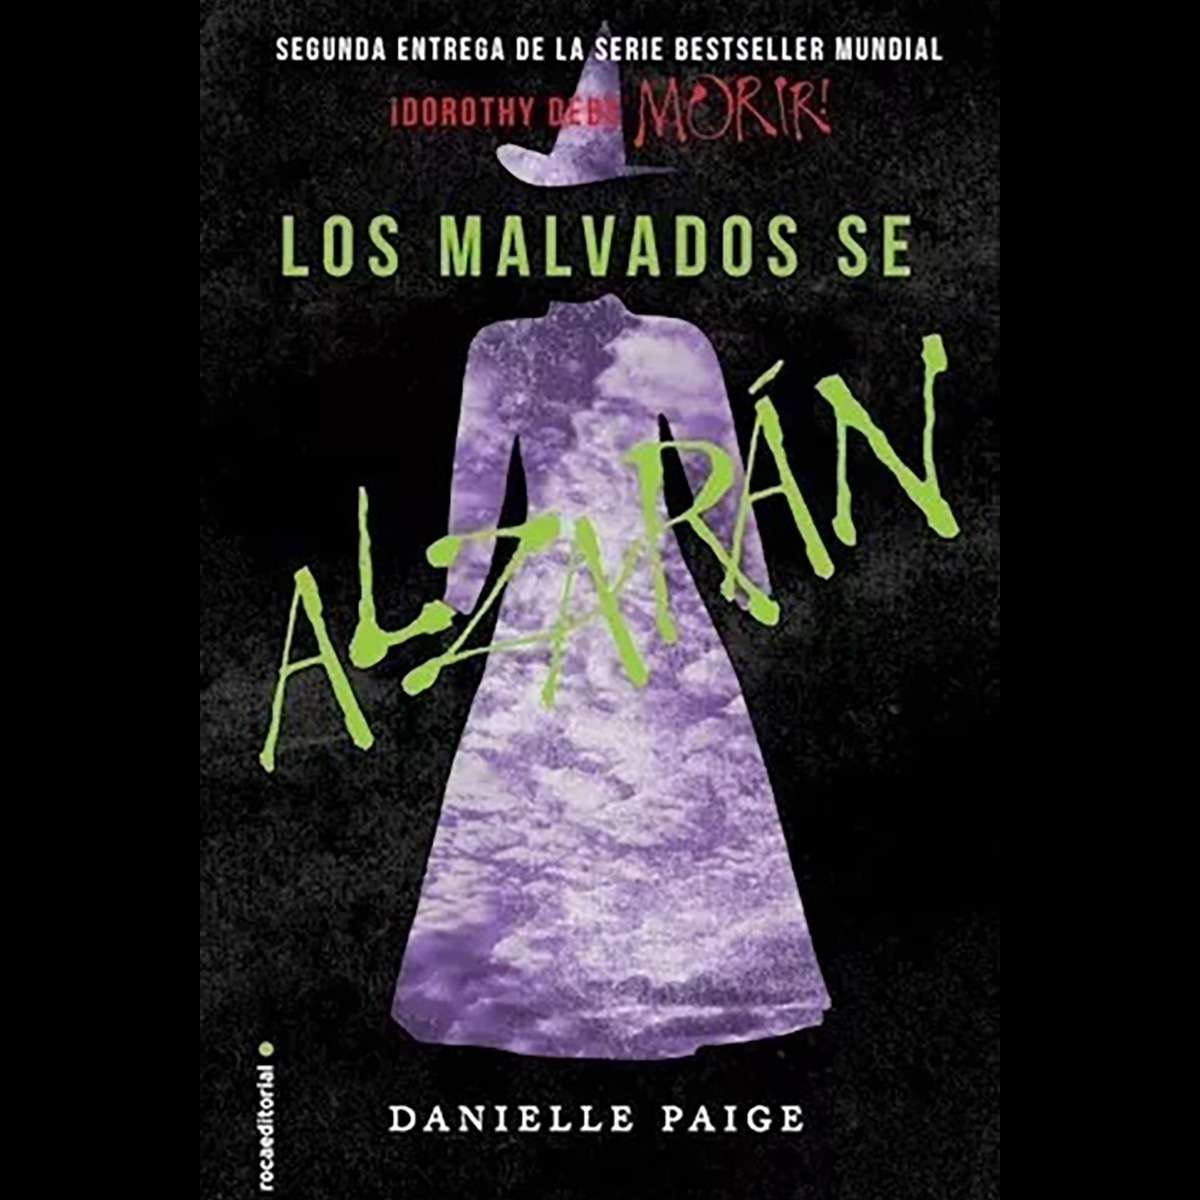 SEGUNDA ENTREGA DE LA SERIE BESTSELLER MUNDIAL
¡DOROTHY DEBE MORIR!
LOS MALVADOS SE
ALZARÁN
DANIELLE PAIGE
rocaeditorial